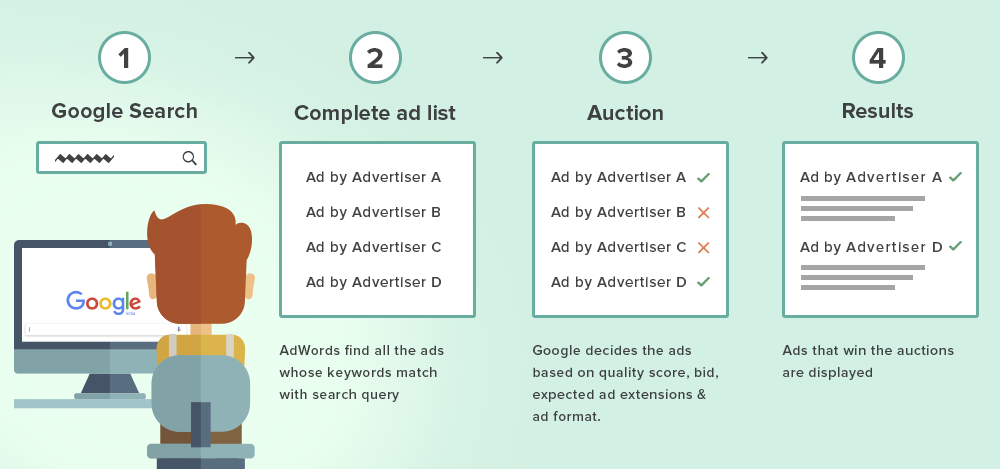 1
→
2
→
3
→
4
Google Search
Complete ad list
Auction
Results
Google
Ad by Advertiser A
Ad by Advertiser B
Ad by Advertiser C
Ad by Advertiser D
AdWords find all the ads
whose keywords match
with search query
Ad by Advertiser A ✓
Ad by Advertiser B ✕
Ad by Advertiser C ✕
Ad by Advertiser D ✓
Google decides the ads
based on quality score, bid,
expected ad extensions &
ad format.
Ad by Advertiser A ✓
Ad by Advertiser D ✓
Ads that win the auctions
are displayed